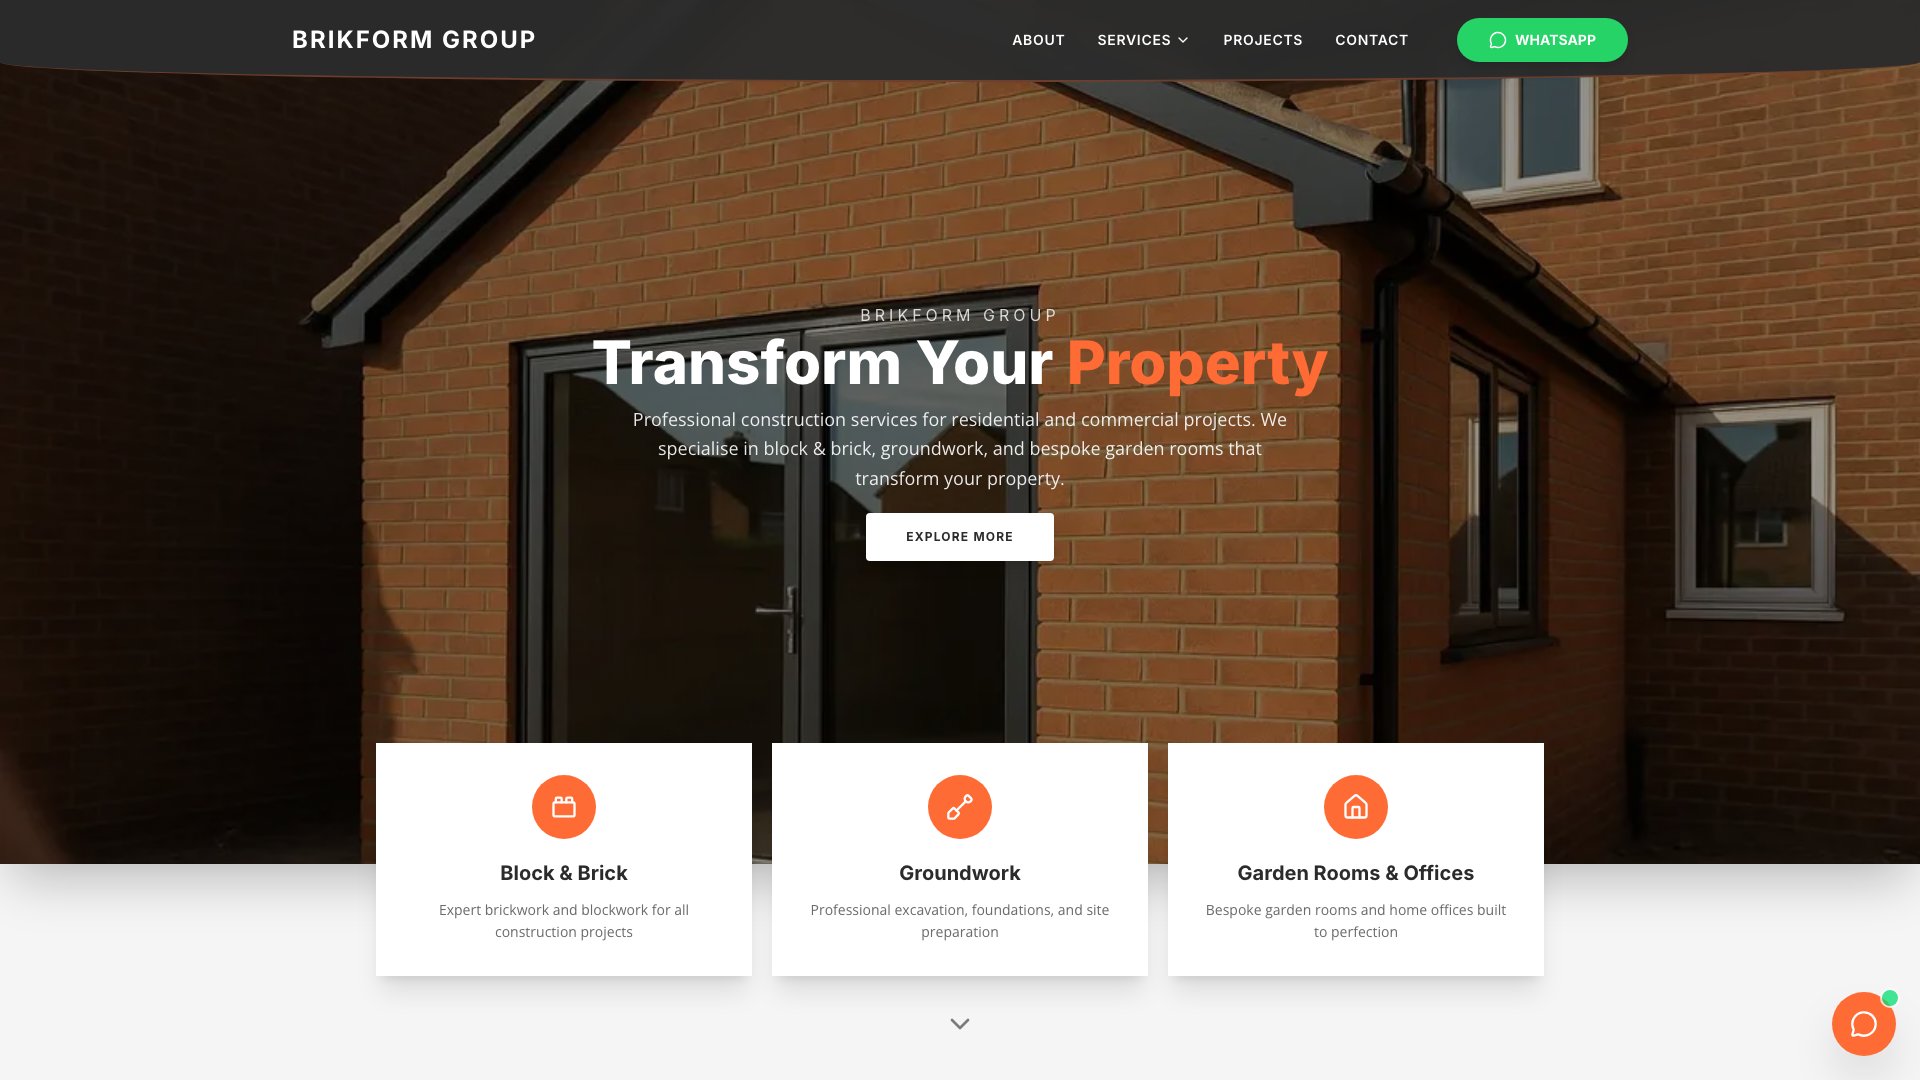 BRIKFORM GROUP
ABOUT
SERVICES
PROJECTS
CONTACT
WHATSAPP
BRIKFORM GROUP
Transform Your Property
Professional construction services for residential and commercial projects. We
specialise in block & brick, groundwork, and bespoke garden rooms that
transform your property.
EXPLORE MORE
Block & Brick
Expert brickwork and blockwork for all
construction projects
Groundwork
Professional excavation, foundations, and site
preparation
Garden Rooms & Offices
Bespoke garden rooms and home offices built
to perfection